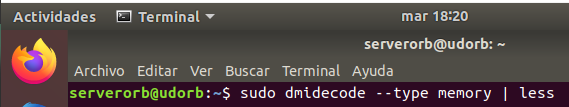 Actividades Terminal mar 18:20
serverorb@udorb: ~
Archivo Editar Ver Buscar Terminal Ayuda
serverorb@udorb:~$ sudo dmidecode --type memory | less